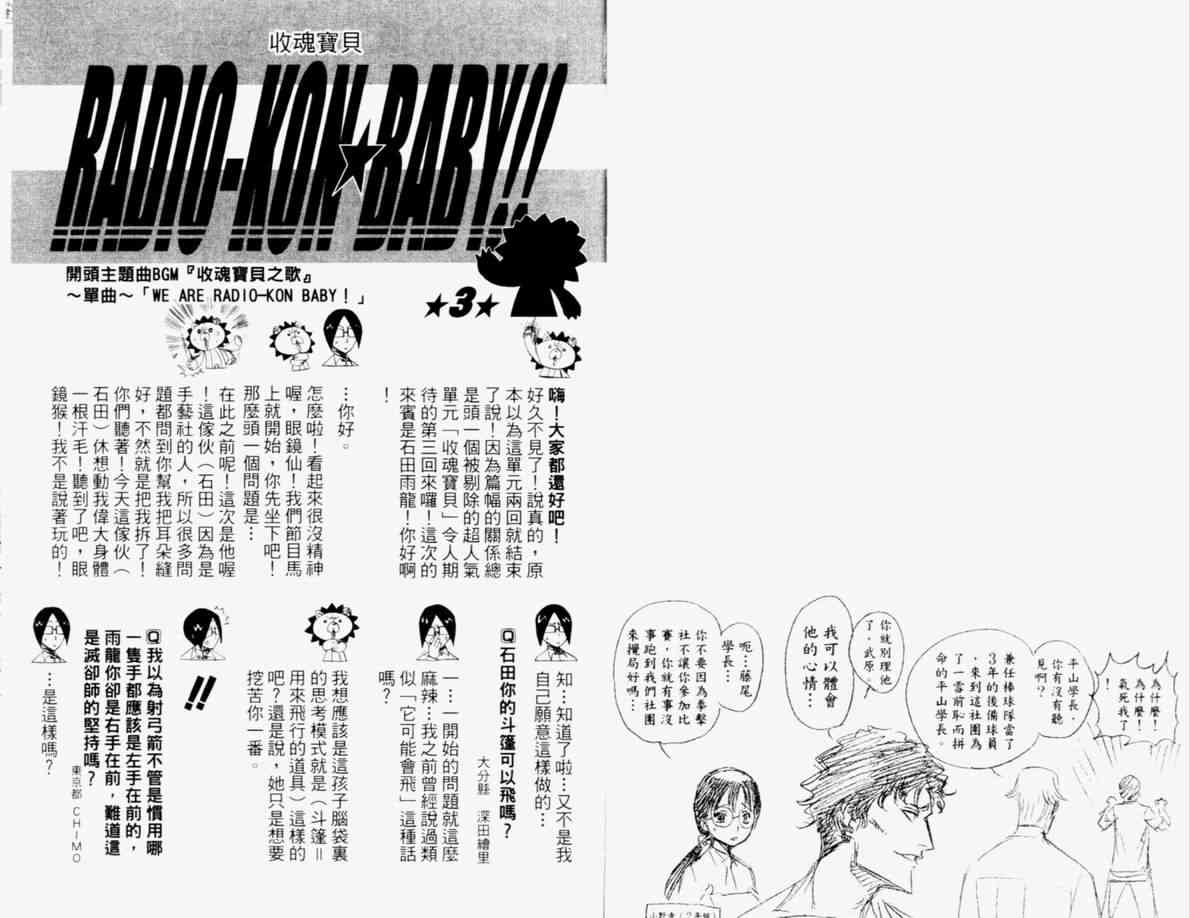 為什麼！
為什麼！
氣死我了
！
平山學長，
你有沒有聽
見啊？
兼任棒球隊當了
3年的後備球員
，來到這社團為
了一雪前恥而拼
命的平山學長。
你就別理他
了，武原。
我可以體會
他的心情…
呃…藤尾
學長…
你不要因為拳擊
社不讓你參加比
賽，你就有事沒
事跑到我們社團
來攪局好嗎…
收魂寶貝
RADIO-KON★BABY!!
★3★
開頭主題曲BGM『收魂寶貝之歌』
～單曲～「WE ARE RADIO-KON BABY！」
嗨！大家都還好吧！
好久不見了！說真的，原
本以為這單元兩回就結束
了說！因為篇幅的關係總
是頭一個被剔除的超人氣
單元「收魂寶貝」令人期
待的第三回來囉！這次的
來賓是石田雨龍！你好啊
！
…你好。
怎麼啦！看起來很沒精神
喔，眼鏡仙！我們節目馬
上就開始，你先坐下吧！
那麼頭一個問題是…
在此之前呢！這次是他喔
！這傢伙（石田）因為是
手藝社的人，所以很多問
題都問到你幫我把耳朵縫
好，不然就是把我拆了！
你們聽著！今天這傢伙（
石田）休想動我偉大身體
一根汗毛！聽到了吧，眼
鏡猴！我不是說著玩的！
知…知道了啦…又不是我
自己願意這樣做的…
Q石田你的斗篷可以飛嗎？
大分縣 深田繪里
一…一開始的問題就這麼
麻辣…我之前曾經說過類
似「它可能會飛」這種話
嗎？
我想應該是這孩子腦袋裏
的思考模式就是（斗篷＝
用來飛行的道具）這樣的
吧？還是說，她只是想要
挖苦你一番。
!!
Q我以為射弓箭不管是慣用哪
一隻手都應該是左手在前的，
雨龍你卻是右手在前，難道這
是滅卻師的堅持嗎？
東京都 CHIMO
…是這樣嗎？